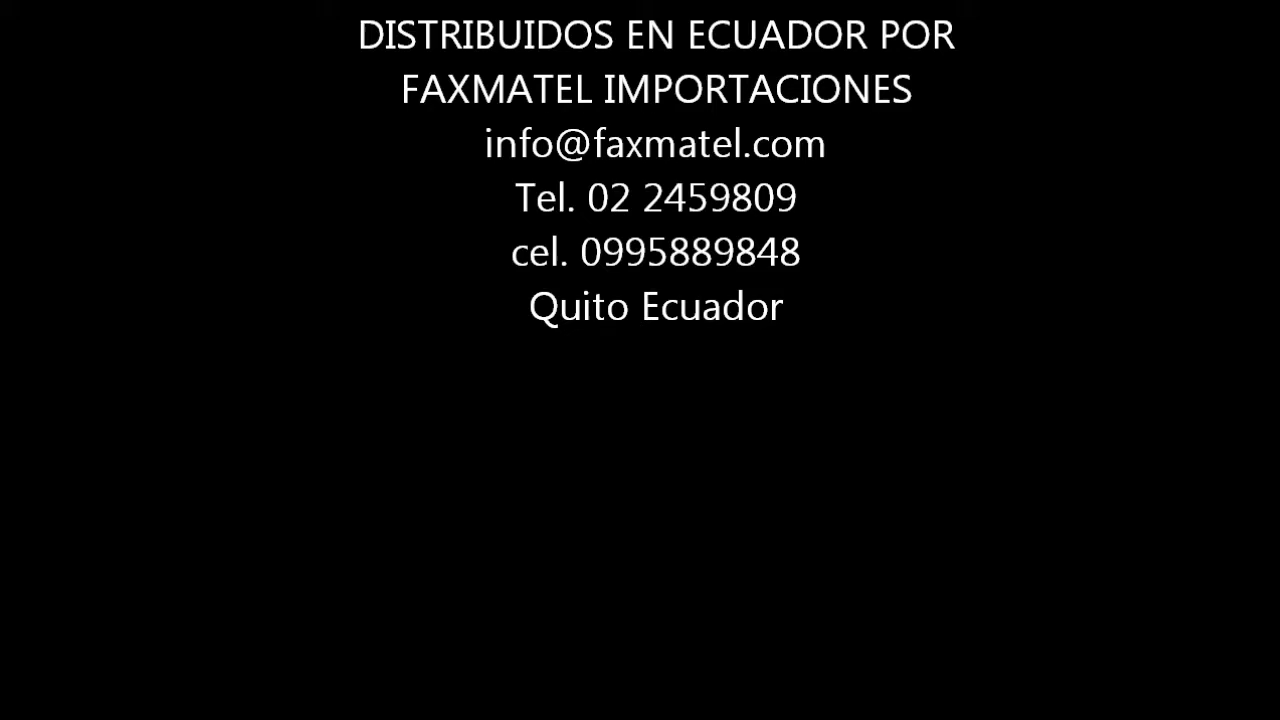 DISTRIBUIDOS EN ECUADOR POR
FAXMATEL IMPORTACIONES
info@faxmatel.com
Tel. 02 2459809
cel. 0995889848
Quito Ecuador